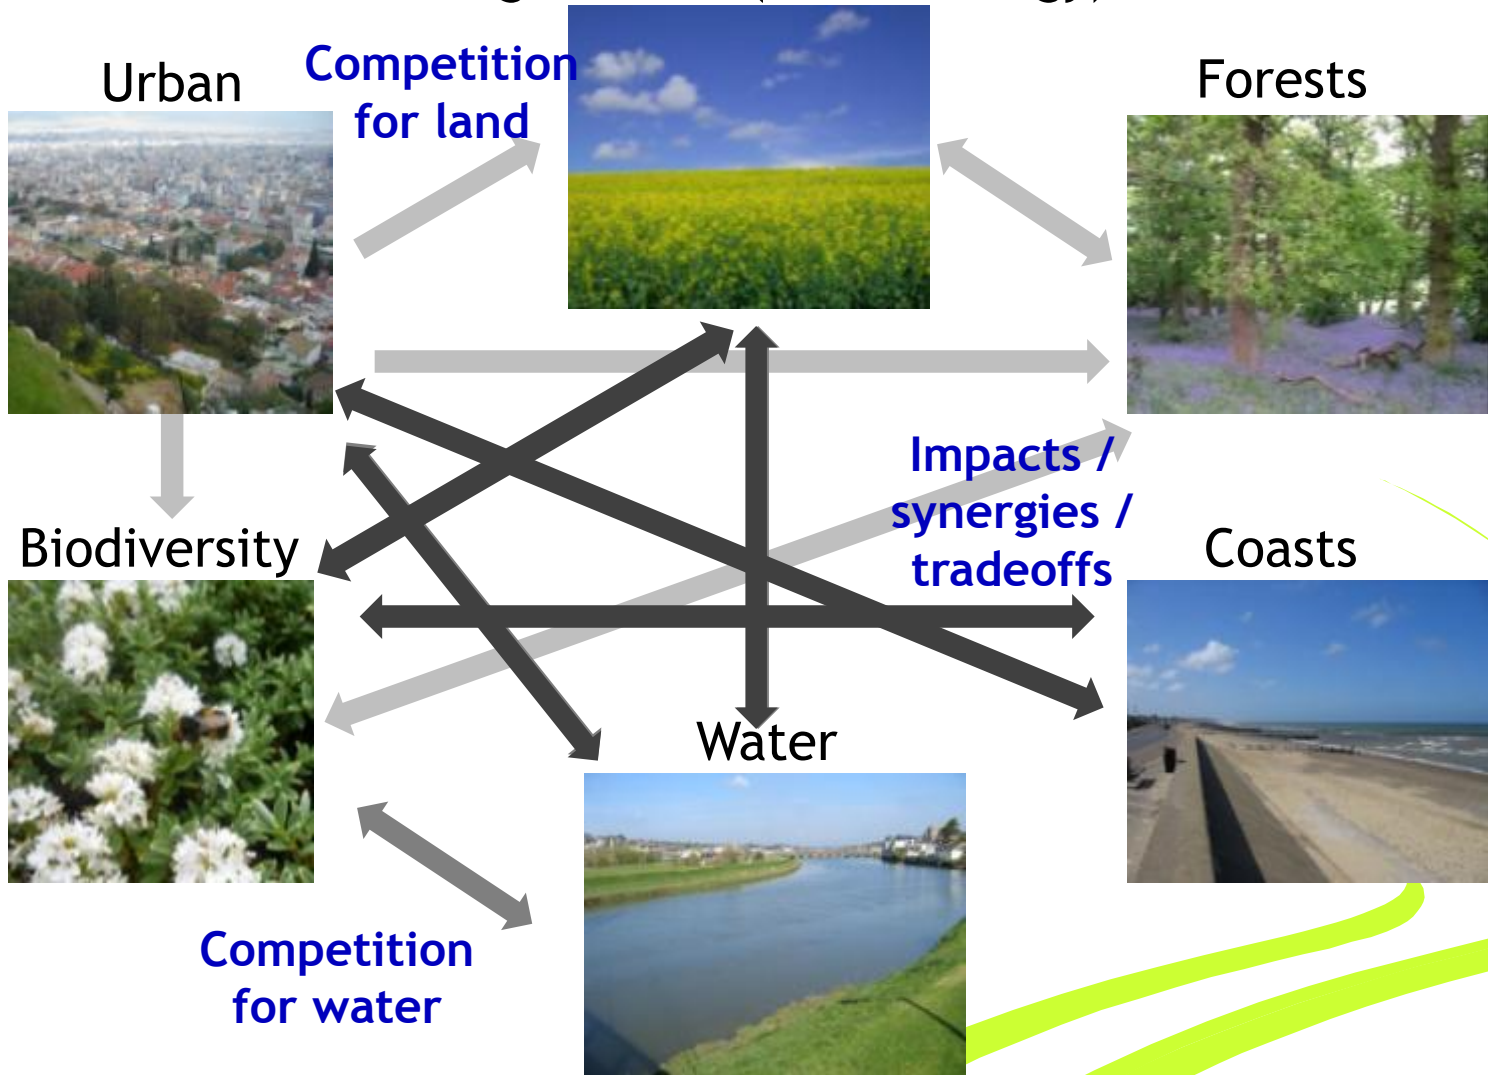 Urban
Competition
for land
Forests
Biodiversity
Impacts /
synergies /
tradeoffs
Coasts
Water
Competition
for water